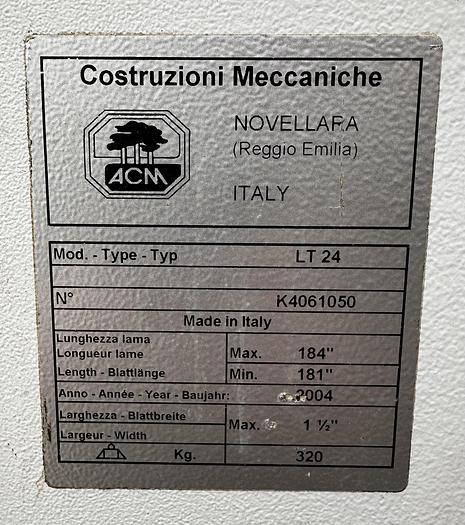 Costruzioni Meccaniche
ACM
NOVELLARA
(Reggio Emilia)
ITALY
Mod. - Type - Typ LT 24
N° K4061050
Made in Italy
Lunghezza lama
Longueur lame Max. 184"
Length - Blattlänge Min. 181"
Anno - Année - Year - Baujahr: 2004
Larghezza - Blattbreite
Largeur - Width Max. 1 ½"
Kg. 320